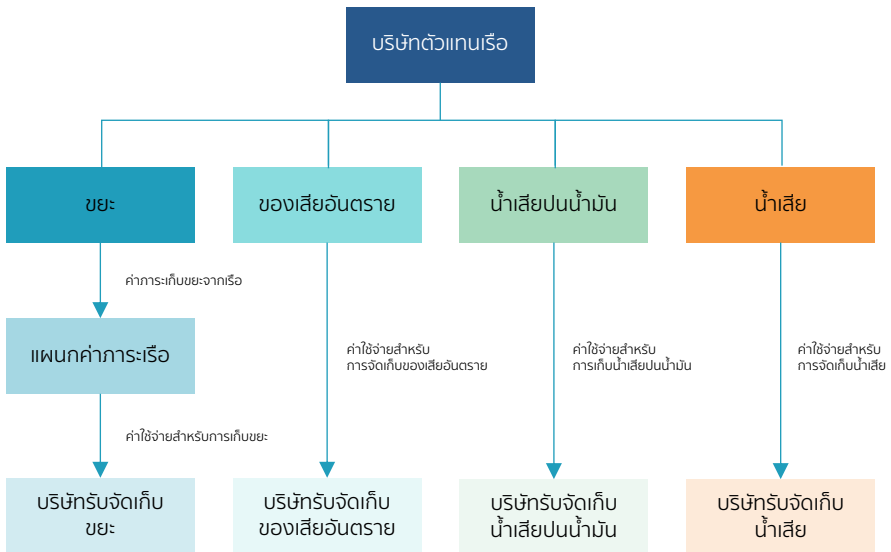 บริษัทตัวแทนเรือ
ขยะ
ของเสียอันตราย
น้ำเสียปนน้ำมัน
น้ำเสีย
ค่าภาระเก็บขยะจากเรือ
แผนกค่าภาระเรือ
ค่าใช้จ่ายสำหรับ
การจัดเก็บของเสียอันตราย
ค่าใช้จ่ายสำหรับ
การเก็บน้ำเสียปนน้ำมัน
ค่าใช้จ่ายสำหรับ
การจัดเก็บน้ำเสีย
ค่าใช้จ่ายสำหรับการเก็บขยะ
บริษัทรับจัดเก็บ
ขยะ
บริษัทรับจัดเก็บ
ของเสียอันตราย
บริษัทรับจัดเก็บ
น้ำเสียปนน้ำมัน
บริษัทรับจัดเก็บ
น้ำเสีย